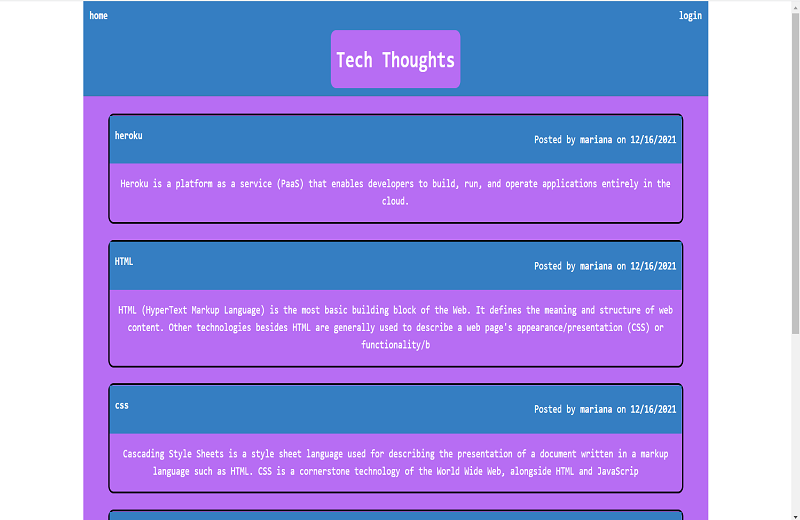 home login
Tech Thoughts
heroku Posted by mariana on 12/16/2021
Heroku is a platform as a service (PaaS) that enables developers to build, run, and operate applications entirely in the
cloud.
HTML Posted by mariana on 12/16/2021
HTML (HyperText Markup Language) is the most basic building block of the Web. It defines the meaning and structure of web
content. Other technologies besides HTML are generally used to describe a web page's appearance/presentation (CSS) or
functionality/b
css Posted by mariana on 12/16/2021
Cascading Style Sheets is a style sheet language used for describing the presentation of a document written in a markup
language such as HTML. CSS is a cornerstone technology of the World Wide Web, alongside HTML and JavaScrip